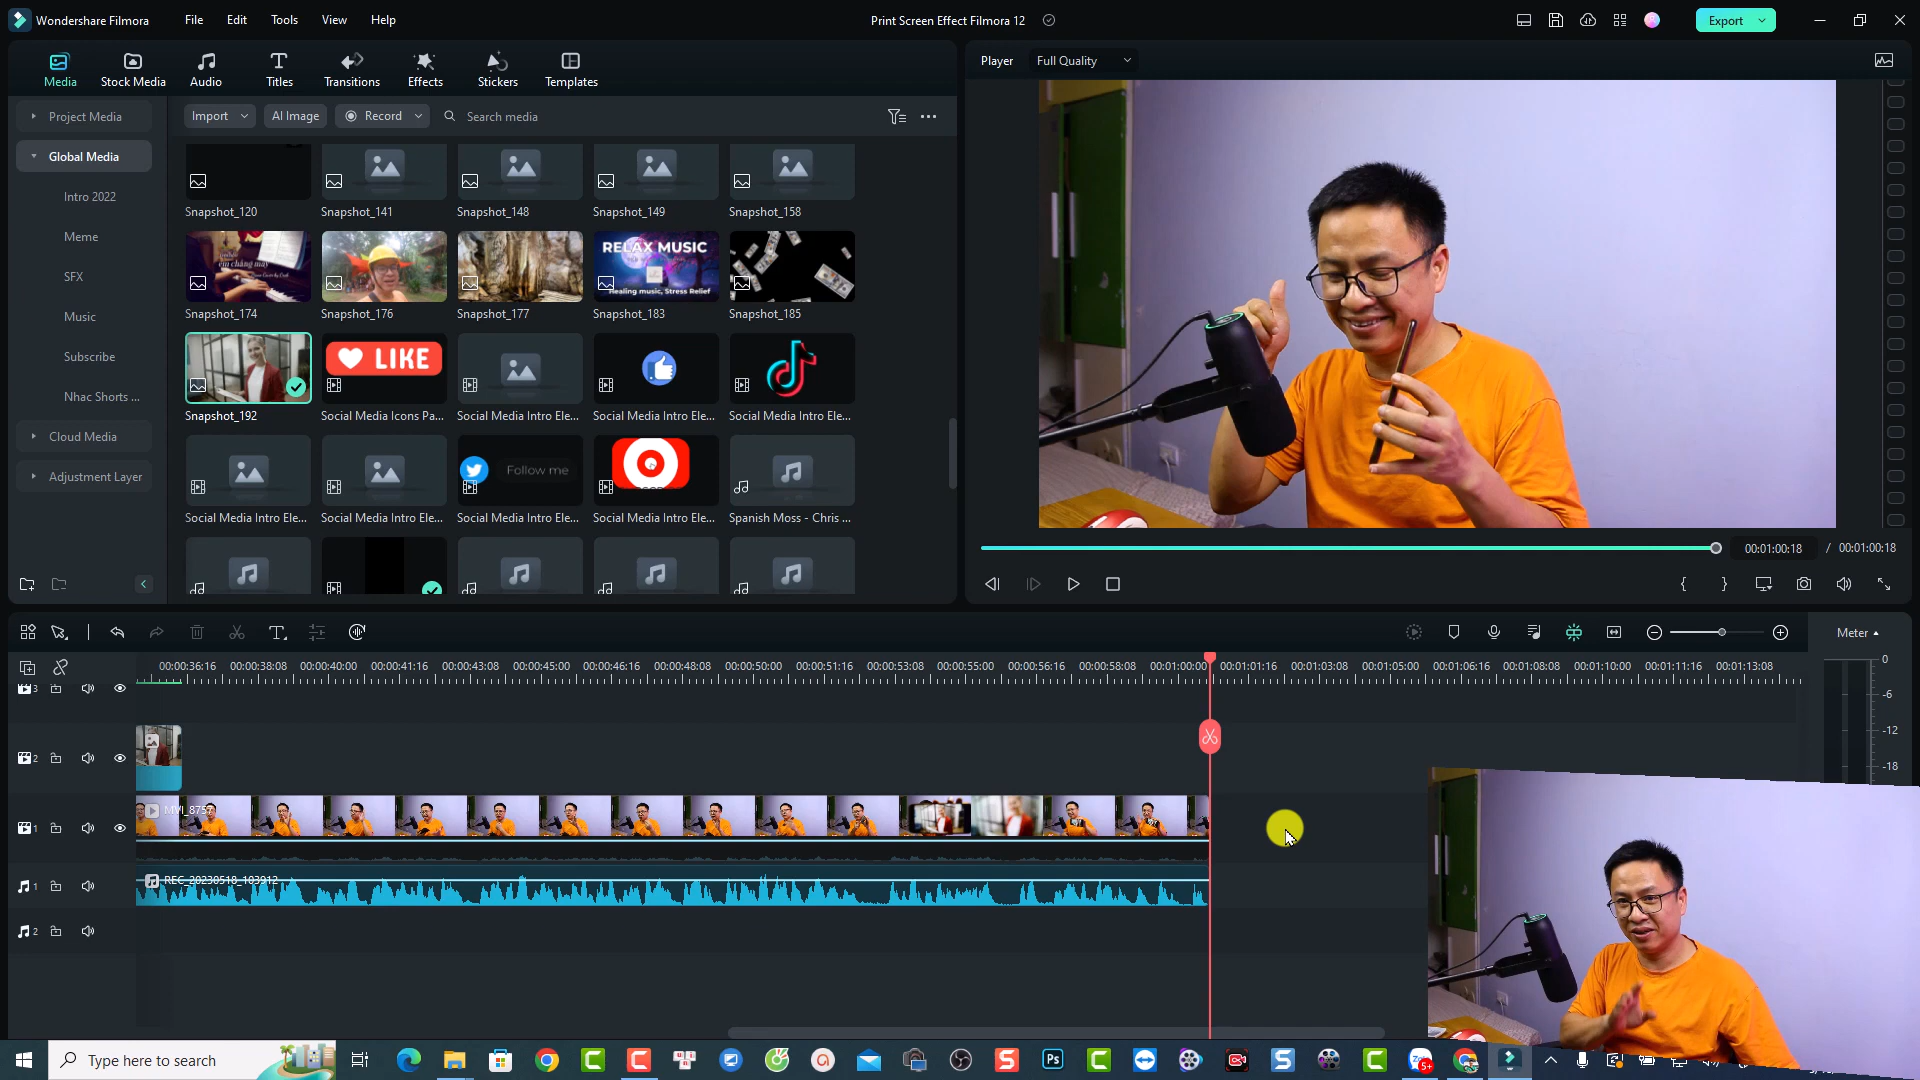 Wondershare Filmora File Edit Tools View Help Print Screen Effect Filmora 12 Export
Media Stock Media Audio Titles Transitions Effects Stickers Templates
Player Full Quality
Project Media
Import AI Image Record Search media
Global Media
Intro 2022
Meme
SFX
Music
Subscribe
Nhac Shorts ...
Cloud Media
Adjustment Layer
Snapshot_120 Snapshot_141 Snapshot_148 Snapshot_149 Snapshot_158
RELAX MUSIC
Healing music, Stress Relief
Snapshot_174 Snapshot_176 Snapshot_177 Snapshot_183 Snapshot_185
LIKE
Snapshot_192 Social Media Icons Pa... Social Media Intro Ele... Social Media Intro Ele... Social Media Intro Ele...
Follow me
Social Media Intro Ele... Social Media Intro Ele... Social Media Intro Ele... Social Media Intro Ele... Spanish Moss - Chris ...
00:01:00:18 / 00:01:00:18
Meter
00:00:36:16 00:00:38:08 00:00:40:00 00:00:41:16 00:00:43:08 00:00:45:00 00:00:46:16 00:00:48:08 00:00:50:00 00:00:51:16 00:00:53:08 00:00:55:00 00:00:56:16 00:00:58:08 00:01:00:00 00:01:01:16 00:01:03:08 00:01:05:00 00:01:06:16 00:01:08:08 00:01:10:00 00:01:11:16 00:01:13:08
0
-6
-12
-18
3
2
MVI_8757
1
REC_20230518_103912
1
2
Type here to search
Ps
5+